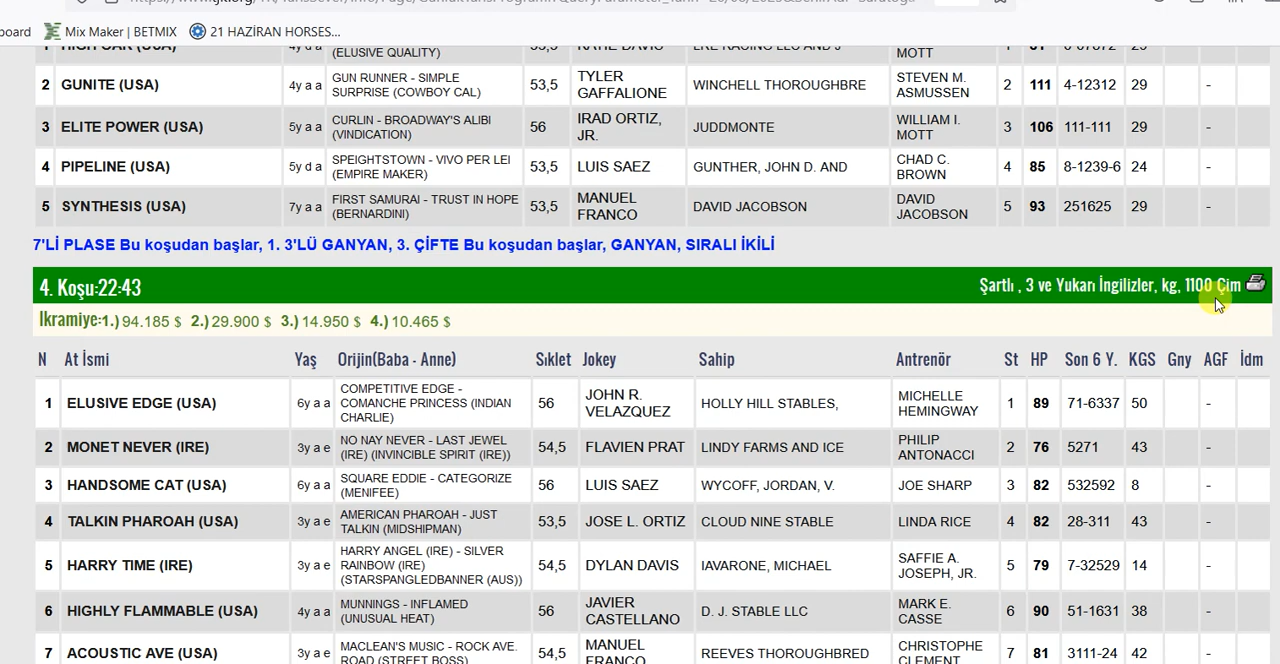 board Mix Maker | BETMIX 21 HAZİRAN HORSES...
(ELUSIVE QUALITY) MOTT
2 GUNITE (USA) 4y a a GUN RUNNER - SIMPLE SURPRISE (COWBOY CAL) 53,5 TYLER GAFFALIONE WINCHELL THOROUGHBRE STEVEN M. ASMUSSEN 2 111 4-12312 29 -
3 ELITE POWER (USA) 5y a a CURLIN - BROADWAY'S ALIBI (VINDICATION) 56 IRAD ORTIZ, JR. JUDDMONTE WILLIAM I. MOTT 3 106 111-111 29 -
4 PIPELINE (USA) 5y d a SPEIGHTSTOWN - VIVO PER LEI (EMPIRE MAKER) 53,5 LUIS SAEZ GUNTHER, JOHN D. AND CHAD C. BROWN 4 85 8-1239-6 24 -
5 SYNTHESIS (USA) 7y a a FIRST SAMURAI - TRUST IN HOPE (BERNARDINI) 53,5 MANUEL FRANCO DAVID JACOBSON DAVID JACOBSON 5 93 251625 29 -
7'Lİ PLASE Bu koşudan başlar, 1. 3'LÜ GANYAN, 3. ÇİFTE Bu koşudan başlar, GANYAN, SIRALI İKİLİ
4. Koşu:22:43 Şartlı , 3 ve Yukarı İngilizler, kg, 1100 Çim
İkramiye:1.) 94.185 $ 2.) 29.900 $ 3.) 14.950 $ 4.) 10.465 $
N At İsmi Yaş Orijin(Baba - Anne) Sıklet Jokey Sahip Antrenör St HP Son 6 Y. KGS Gny AGF İdm
1 ELUSIVE EDGE (USA) 6y a a COMPETITIVE EDGE - COMANCHE PRINCESS (INDIAN CHARLIE) 56 JOHN R. VELAZQUEZ HOLLY HILL STABLES, MICHELLE HEMINGWAY 1 89 71-6337 50 -
2 MONET NEVER (IRE) 3y a e NO NAY NEVER - LAST JEWEL (IRE) (INVINCIBLE SPIRIT (IRE)) 54,5 FLAVIEN PRAT LINDY FARMS AND ICE PHILIP ANTONACCI 2 76 5271 43 -
3 HANDSOME CAT (USA) 6y a a SQUARE EDDIE - CATEGORIZE (MENIFEE) 56 LUIS SAEZ WYCOFF, JORDAN, V. JOE SHARP 3 82 532592 8 -
4 TALKIN PHAROAH (USA) 3y a e AMERICAN PHAROAH - JUST TALKIN (MIDSHIPMAN) 53,5 JOSE L. ORTIZ CLOUD NINE STABLE LINDA RICE 4 82 28-311 43 -
5 HARRY TIME (IRE) 3y a e HARRY ANGEL (IRE) - SILVER RAINBOW (IRE) (STARSPANGLEDBANNER (AUS)) 54,5 DYLAN DAVIS IAVARONE, MICHAEL SAFFIE A. JOSEPH, JR. 5 79 7-32529 14 -
6 HIGHLY FLAMMABLE (USA) 4y a a MUNNINGS - INFLAMED (UNUSUAL HEAT) 56 JAVIER CASTELLANO D. J. STABLE LLC MARK E. CASSE 6 90 51-1631 38 -
7 ACOUSTIC AVE (USA) 3y a e MACLEAN'S MUSIC - ROCK AVE. ROAD (STREET BOSS) 54,5 MANUEL FRANCO REEVES THOROUGHBRED CHRISTOPHE CLEMENT 7 81 3111-24 42 -